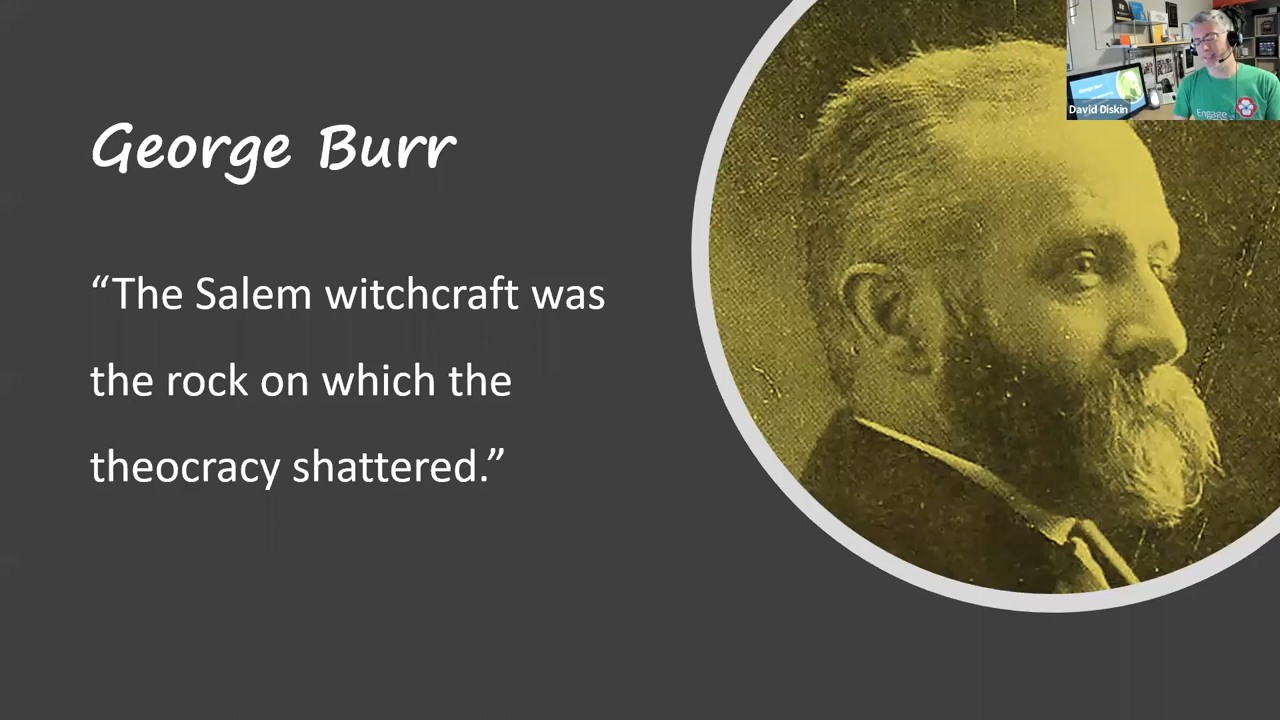 David Diskin
Engage
George Burr
“The Salem witchcraft was
the rock on which the
theocracy shattered.”